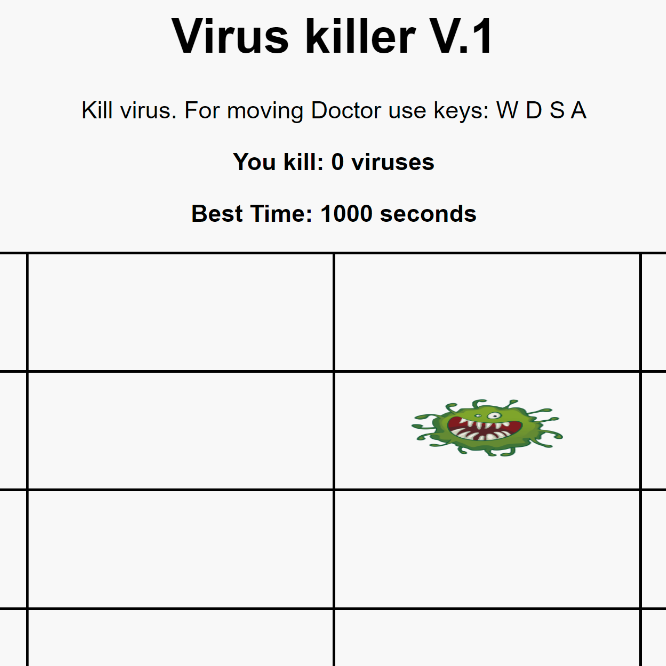 Virus killer V.1
Kill virus. For moving Doctor use keys: W D S A
You kill: 0 viruses
Best Time: 1000 seconds